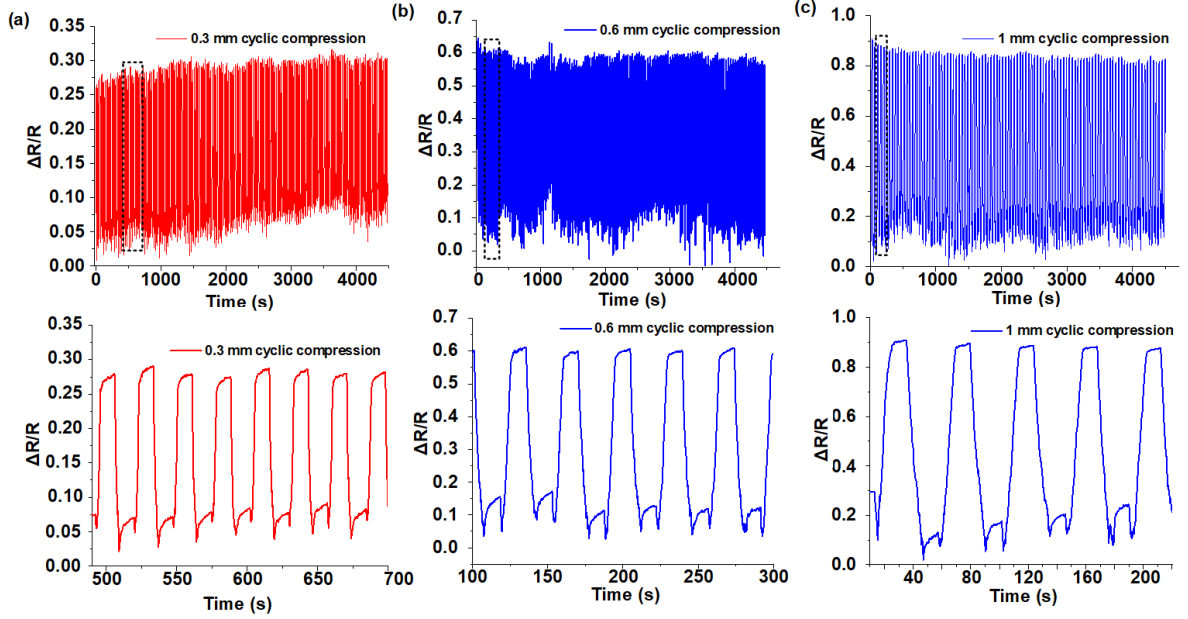 (a)
0.3 mm cyclic compression
0.35
0.30
0.25
0.20
0.15
0.10
0.05
0.00
ΔR/R
0 1000 2000 3000 4000
Time (s)
(b)
0.6 mm cyclic compression
0.7
0.6
0.5
0.4
0.3
0.2
0.1
0.0
ΔR/R
0 1000 2000 3000 4000
Time (s)
(c)
1 mm cyclic compression
1.0
0.8
0.6
0.4
0.2
0.0
ΔR/R
0 1000 2000 3000 4000
Time (s)
0.3 mm cyclic compression
0.35
0.30
0.25
0.20
0.15
0.10
0.05
0.00
ΔR/R
500 550 600 650 700
Time (s)
0.6 mm cyclic compression
0.7
0.6
0.5
0.4
0.3
0.2
0.1
0.0
ΔR/R
100 150 200 250 300
Time (s)
1 mm cyclic compression
1.0
0.8
0.6
0.4
0.2
0.0
ΔR/R
40 80 120 160 200
Time (s)